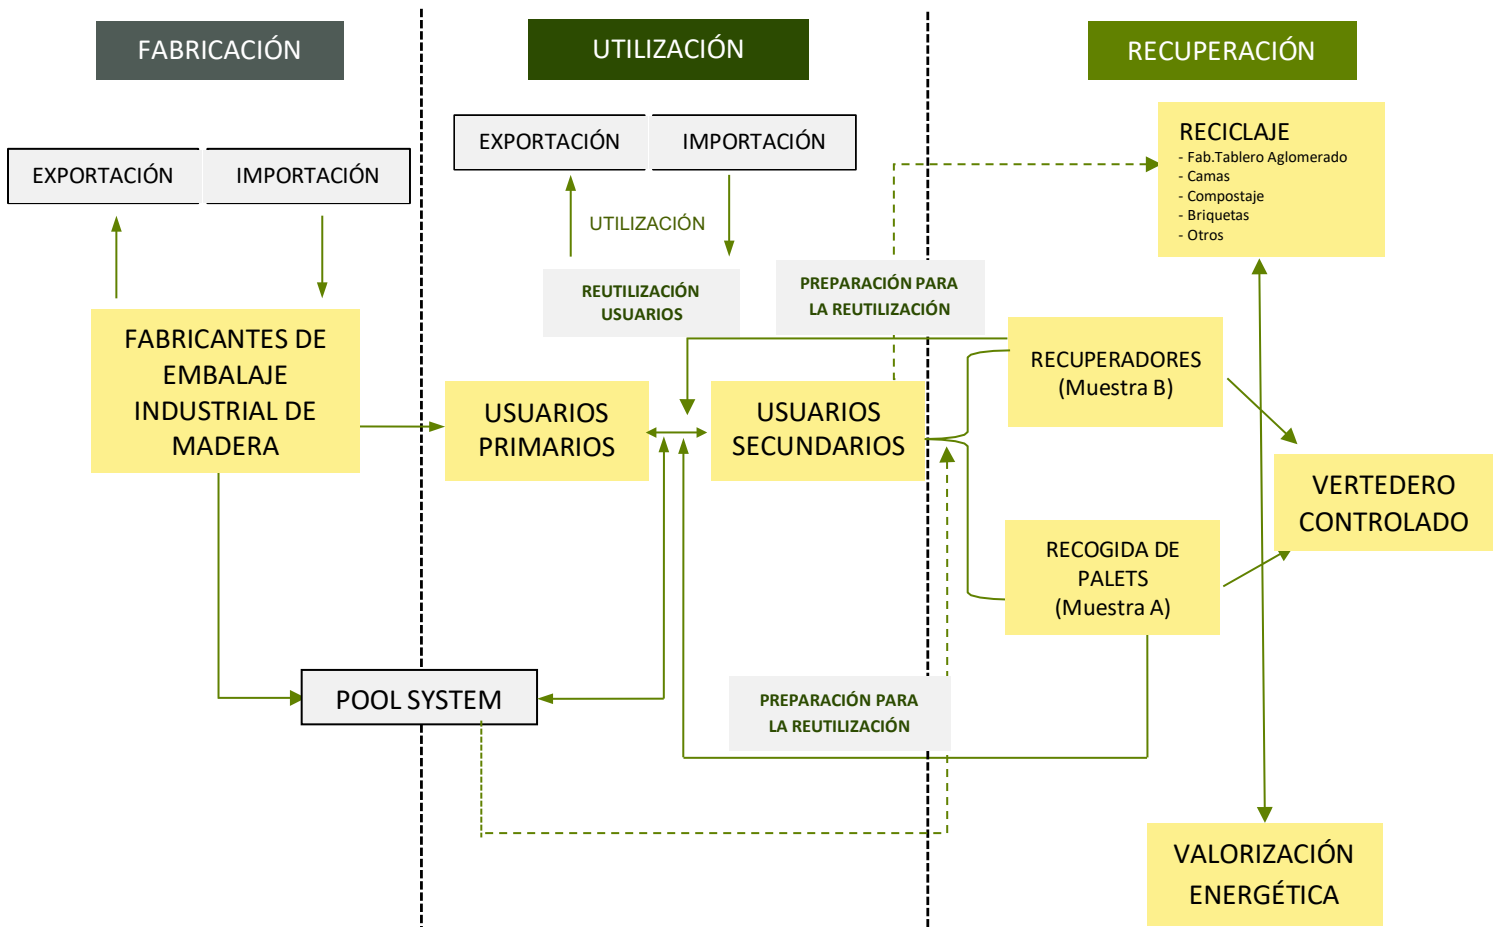 FABRICACIÓN
UTILIZACIÓN
RECUPERACIÓN
EXPORTACIÓN
IMPORTACIÓN
FABRICANTES DE
EMBALAJE
INDUSTRIAL DE
MADERA
EXPORTACIÓN
IMPORTACIÓN
UTILIZACIÓN
REUTILIZACIÓN
USUARIOS
PREPARACIÓN PARA
LA REUTILIZACIÓN
USUARIOS
PRIMARIOS
USUARIOS
SECUNDARIOS
POOL SYSTEM
PREPARACIÓN PARA
LA REUTILIZACIÓN
RECICLAJE
- Fab.Tablero Aglomerado
- Camas
- Compostaje
- Briquetas
- Otros
RECUPERADORES
(Muestra B)
RECOGIDA DE
PALETS
(Muestra A)
VERTEDERO
CONTROLADO
VALORIZACIÓN
ENERGÉTICA